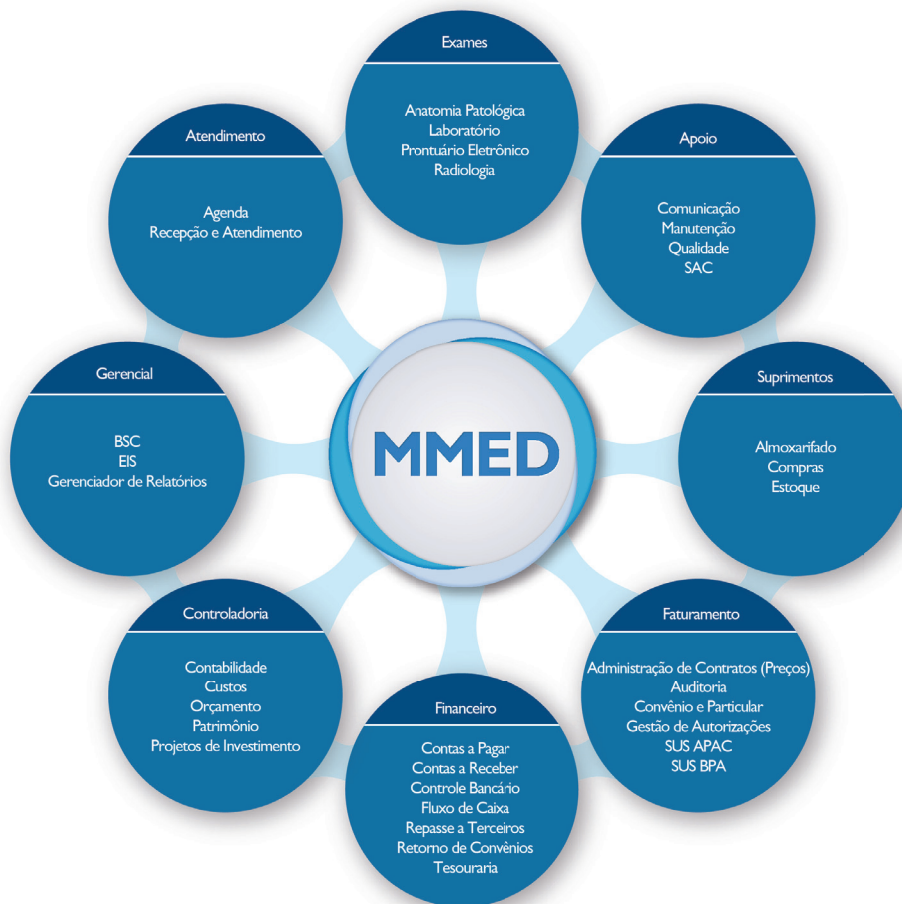 Exames
Anatomia Patológica
Laboratório
Prontuário Eletrônico
Radiologia
Atendimento
Agenda
Recepção e Atendimento
Apoio
Comunicação
Manutenção
Qualidade
SAC
Gerencial
BSC
EIS
Gerenciador de Relatórios
MMED
Suprimentos
Almoxarifado
Compras
Estoque
Controladoria
Contabilidade
Custos
Orçamento
Patrimônio
Projetos de Investimento
Financeiro
Contas a Pagar
Contas a Receber
Controle Bancário
Fluxo de Caixa
Repasse a Terceiros
Retorno de Convènios
Tesouraria
Faturamento
Administração de Contratos (Preços)
Auditoria
Convênio e Particular
Gestão de Autorizações
SUS APAC
SUS BPA